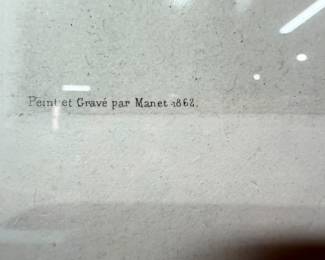 Peint et Gravé par Manet 1862.